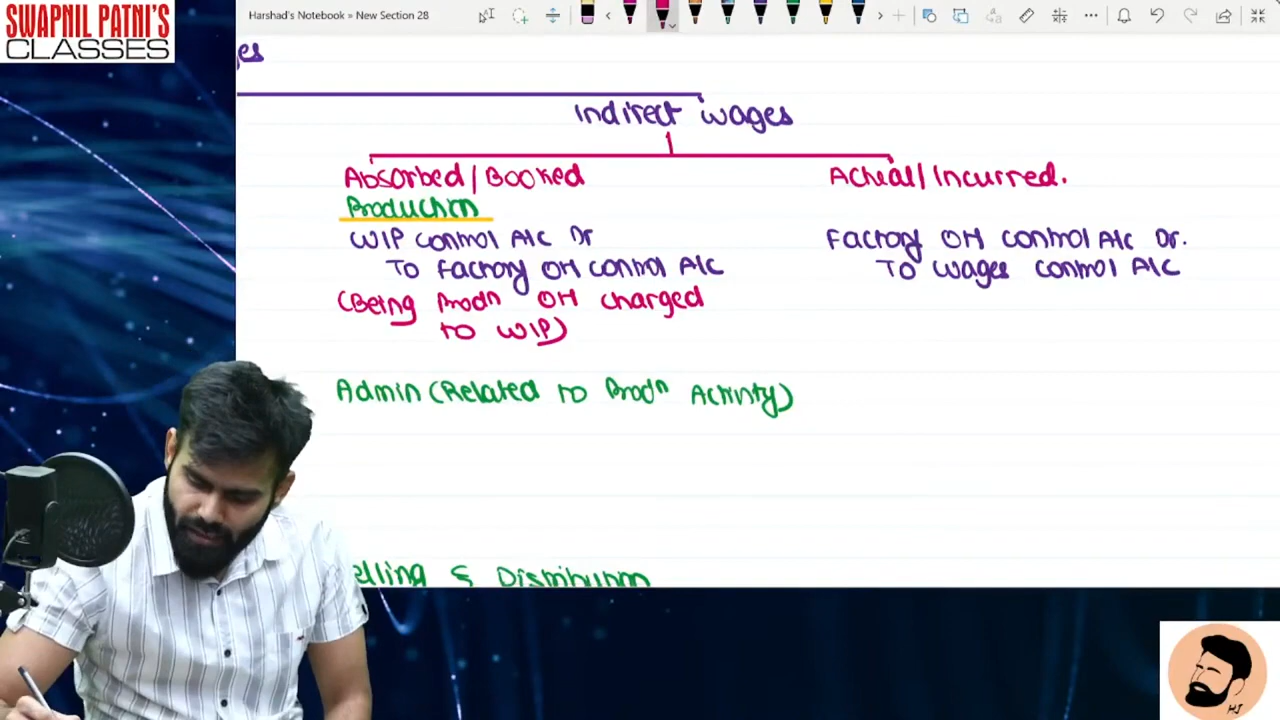 SWAPNIL PATNI'S
CLASSES
Harshad's Notebook » New Section 28
ges
Indirect wages
Absorbed/Booked
Actual/Incurred.
Production
WIP control A/c Dr
To Factory OH control A/c
Factory OH control A/c Dr.
To wages control A/c
(Being Prodn OH charged
to WIP)
Admin (Related to Prodn Activity)
elling & Distribution
HJ